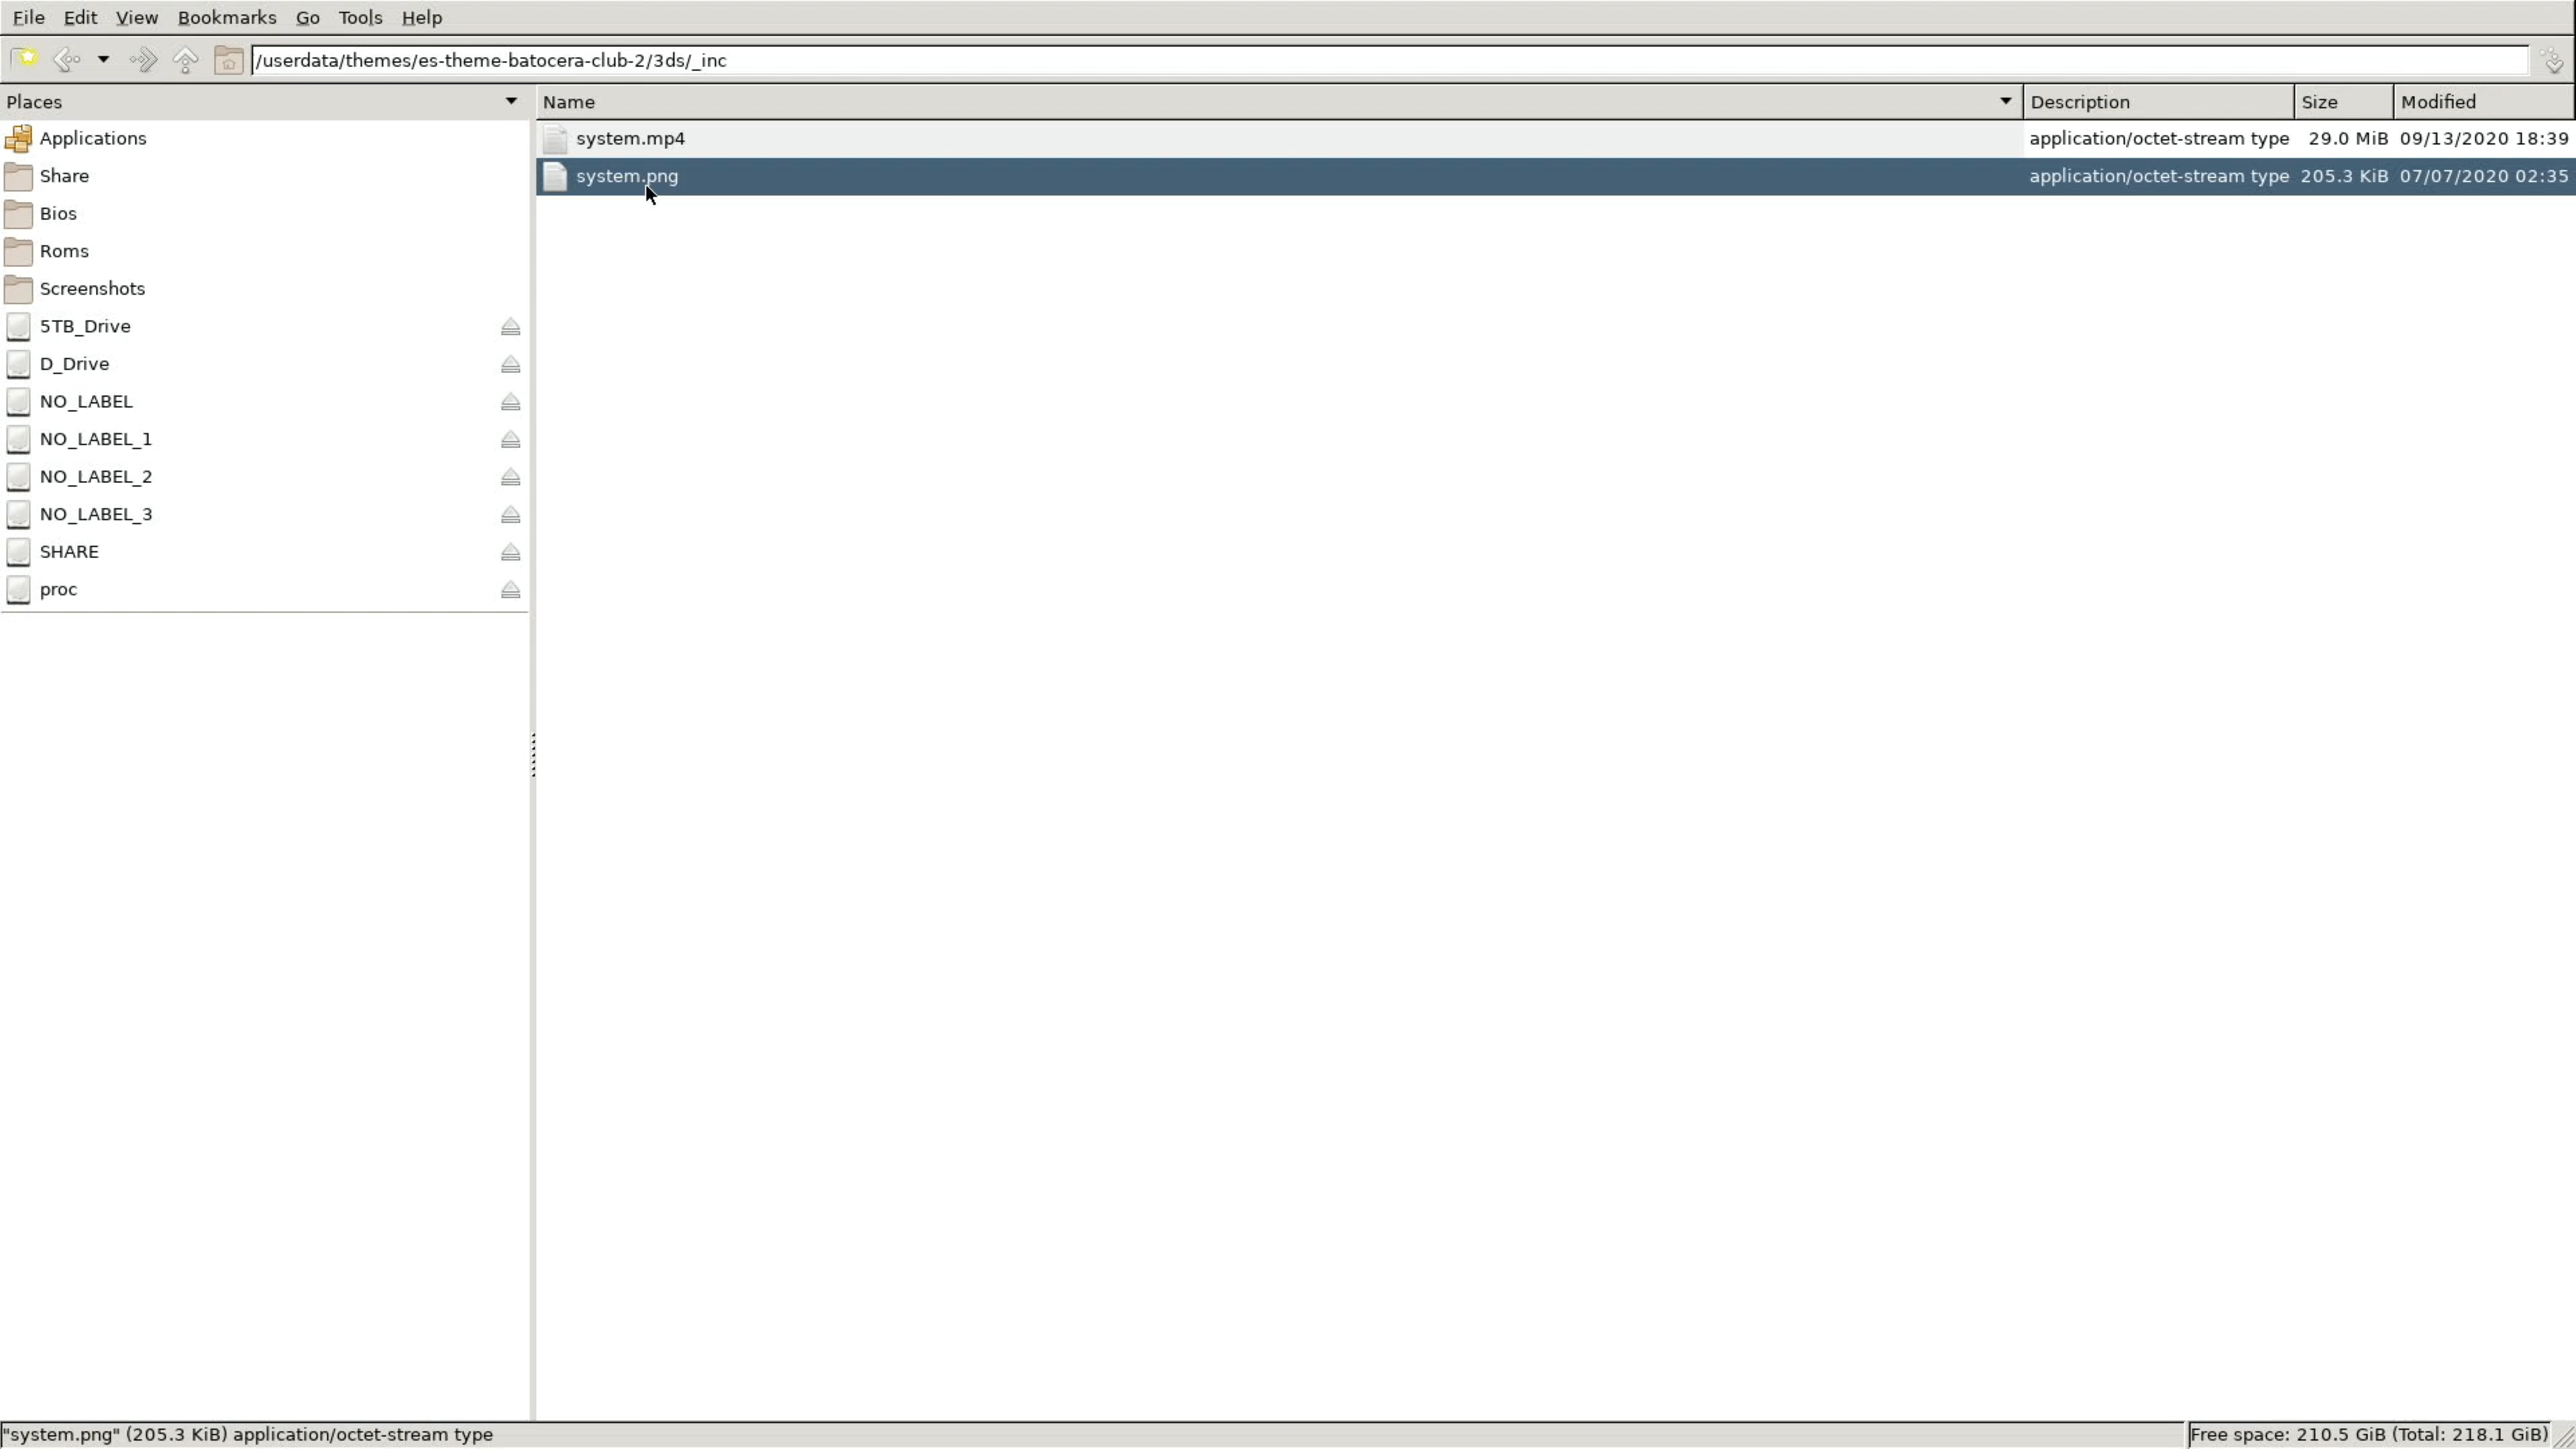 File Edit View Bookmarks Go Tools Help
/userdata/themes/es-theme-batocera-club-2/3ds/_inc
Places
Applications
Share
Bios
Roms
Screenshots
5TB_Drive
D_Drive
NO_LABEL
NO_LABEL_1
NO_LABEL_2
NO_LABEL_3
SHARE
proc
Name Description Size Modified
system.mp4 application/octet-stream type 29.0 MiB 09/13/2020 18:39
system.png application/octet-stream type 205.3 KiB 07/07/2020 02:35
"system.png" (205.3 KiB) application/octet-stream type
Free space: 210.5 GiB (Total: 218.1 GiB)